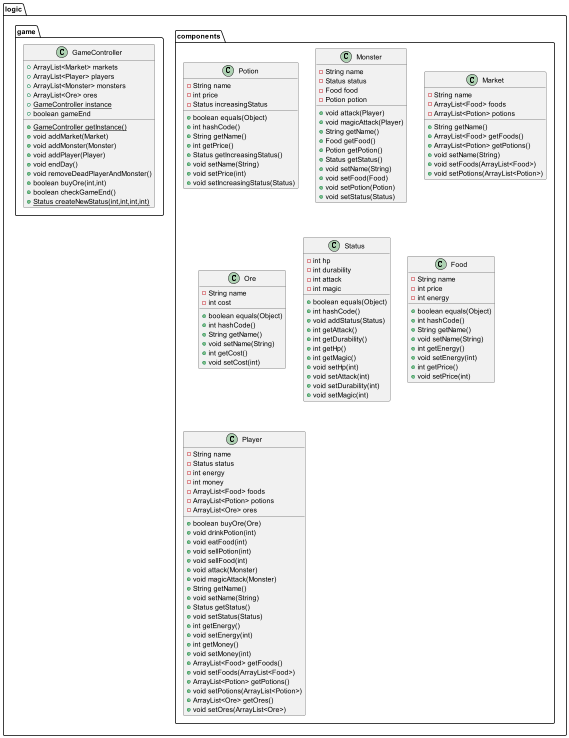 logic
game
C GameController
ArrayList<Market> markets
ArrayList<Player> players
ArrayList<Monster> monsters
ArrayList<Ore> ores
GameController instance
boolean gameEnd
GameController getInstance()
void addMarket(Market)
void addMonster(Monster)
void addPlayer(Player)
void endDay()
void removeDeadPlayerAndMonster()
boolean buyOre(int,int)
boolean checkGameEnd()
Status createNewStatus(int,int,int,int)
components
C Potion
String name
int price
Status increasingStatus
boolean equals(Object)
int hashCode()
String getName()
int getPrice()
Status getIncreasingStatus()
void setName(String)
void setPrice(int)
void setIncreasingStatus(Status)
C Monster
String name
Status status
Food food
Potion potion
void attack(Player)
void magicAttack(Player)
String getName()
Food getFood()
Potion getPotion()
Status getStatus()
void setName(String)
void setFood(Food)
void setPotion(Potion)
void setStatus(Status)
C Market
String name
ArrayList<Food> foods
ArrayList<Potion> potions
String getName()
ArrayList<Food> getFoods()
ArrayList<Potion> getPotions()
void setName(String)
void setFoods(ArrayList<Food>)
void setPotions(ArrayList<Potion>)
C Ore
String name
int cost
boolean equals(Object)
int hashCode()
String getName()
void setName(String)
int getCost()
void setCost(int)
C Status
int hp
int durability
int attack
int magic
boolean equals(Object)
int hashCode()
void addStatus(Status)
int getAttack()
int getDurability()
int getHp()
int getMagic()
void setHp(int)
void setAttack(int)
void setDurability(int)
void setMagic(int)
C Food
String name
int price
int energy
boolean equals(Object)
int hashCode()
String getName()
void setName(String)
int getEnergy()
void setEnergy(int)
int getPrice()
void setPrice(int)
C Player
String name
Status status
int energy
int money
ArrayList<Food> foods
ArrayList<Potion> potions
ArrayList<Ore> ores
boolean buyOre(Ore)
void drinkPotion(int)
void eatFood(int)
void sellPotion(int)
void sellFood(int)
void attack(Monster)
void magicAttack(Monster)
String getName()
void setName(String)
Status getStatus()
void setStatus(Status)
int getEnergy()
void setEnergy(int)
int getMoney()
void setMoney(int)
ArrayList<Food> getFoods()
void setFoods(ArrayList<Food>)
ArrayList<Potion> getPotions()
void setPotions(ArrayList<Potion>)
ArrayList<Ore> getOres()
void setOres(ArrayList<Ore>)